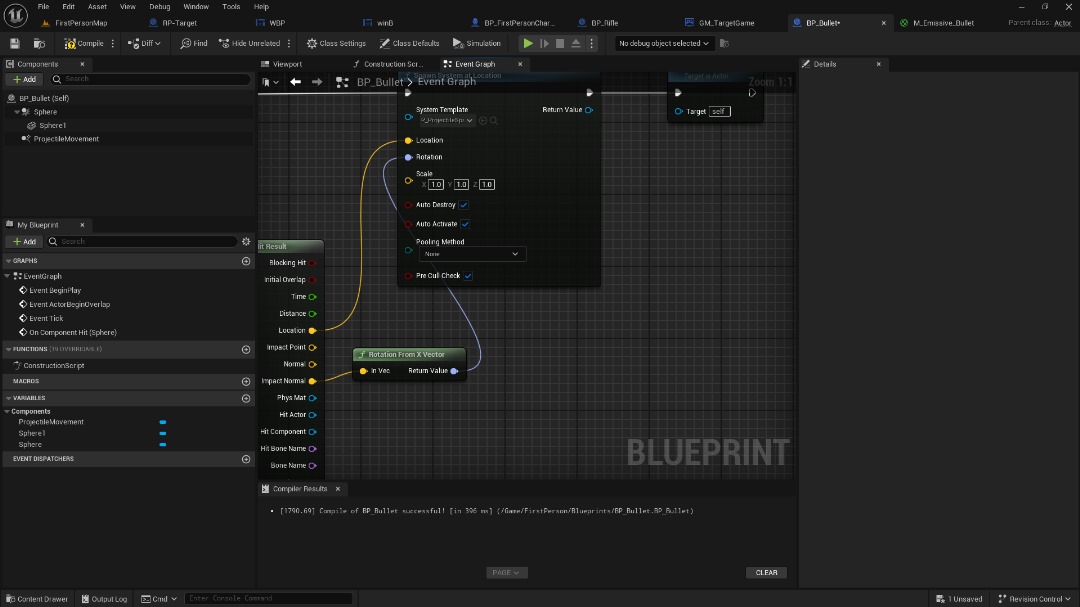 File Edit Asset View Debug Window Tools Help
FirstPersonMap RP-Target WBP winB BP_FirstPersonChar... BP_Rifle GM_TargetGame BP_Bullet* M_Emissive_Bullet Parent class: Actor
Compile Diff Find Hide Unrelated Class Settings Class Defaults Simulation No debug object selected
Components
Add Search
BP_Bullet (Self)
Sphere
Sphere1
ProjectileMovement
My Blueprint
Add Search
GRAPHS
EventGraph
Event BeginPlay
Event ActorBeginOverlap
Event Tick
On Component Hit (Sphere)
FUNCTIONS (18 OVERRIDABLE)
ConstructionScript
MACROS
VARIABLES
Components
ProjectileMovement
Sphere1
Sphere
EVENT DISPATCHERS
Viewport Construction Scr... Event Graph
BP_Bullet > Event Graph Zoom 1:1
Spawn System at Location
Target is Actor
System Template Return Value
P_ProjectileSpr
Target self
Location
Rotation
Scale
X 1.0 Y 1.0 Z 1.0
Auto Destroy
Auto Activate
Pooling Method
None
Pre Cull Check
it Result
Blocking Hit
Initial Overlap
Time
Distance
Location
Impact Point
Normal
Impact Normal
Phys Mat
Hit Actor
Hit Component
Hit Bone Name
Bone Name
Rotation From X Vector
In Vec Return Value
BLUEPRINT
Compiler Results
[1790.69] Compile of BP_Bullet successful! [in 396 ms] (/Game/FirstPerson/Blueprints/BP_Bullet.BP_Bullet)
PAGE CLEAR
Details
Content Drawer Output Log Cmd Enter Console Command 1 Unsaved Revision Control